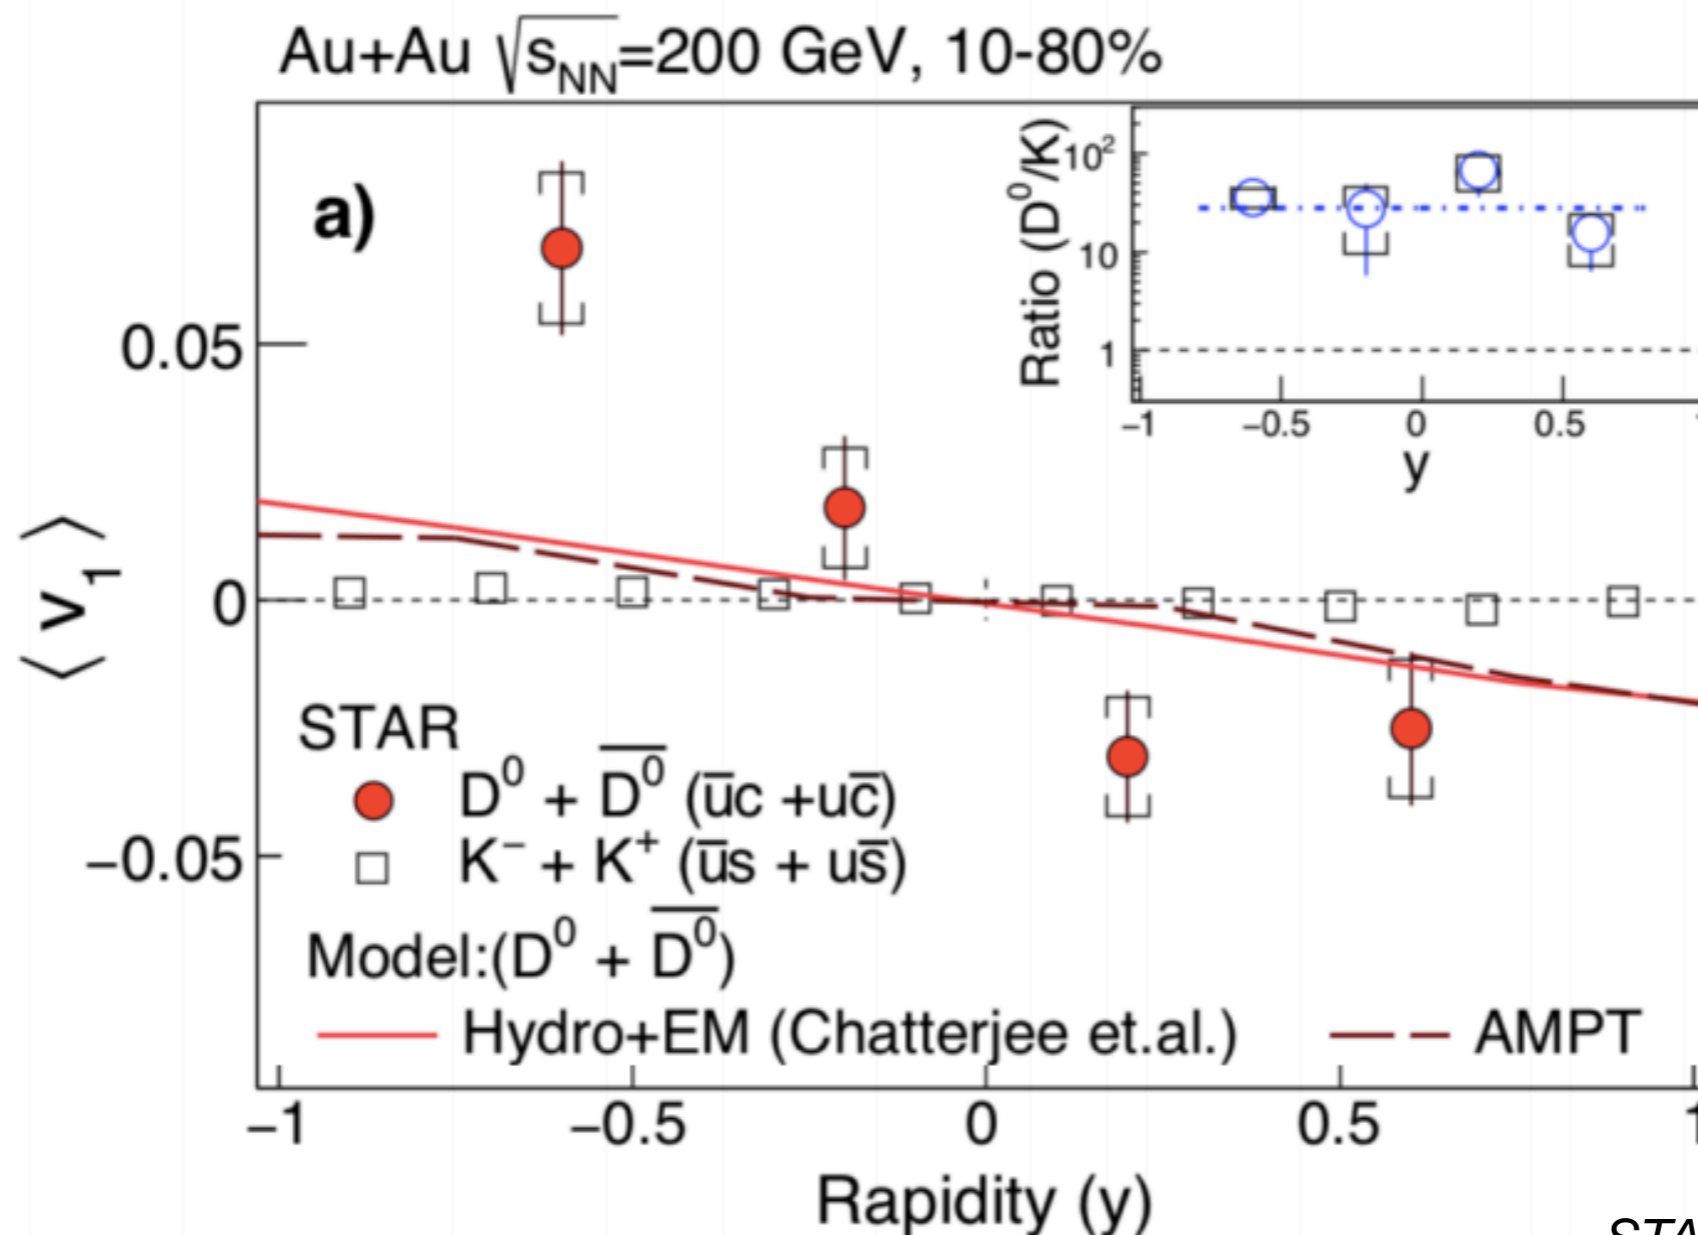 Au+Au √sNN=200 GeV, 10-80%
a)
Ratio (D⁰/K)
10²
10
1
−1 −0.5 0 0.5
y
⟨v₁⟩
0.05
0
−0.05
STAR
D⁰ + D̅⁰ (u̅c +uc̅)
K⁻ + K⁺ (u̅s + us̅)
Model:(D⁰ + D̅⁰)
Hydro+EM (Chatterjee et.al.) AMPT
−1 −0.5 0 0.5 1
Rapidity (y)
STA